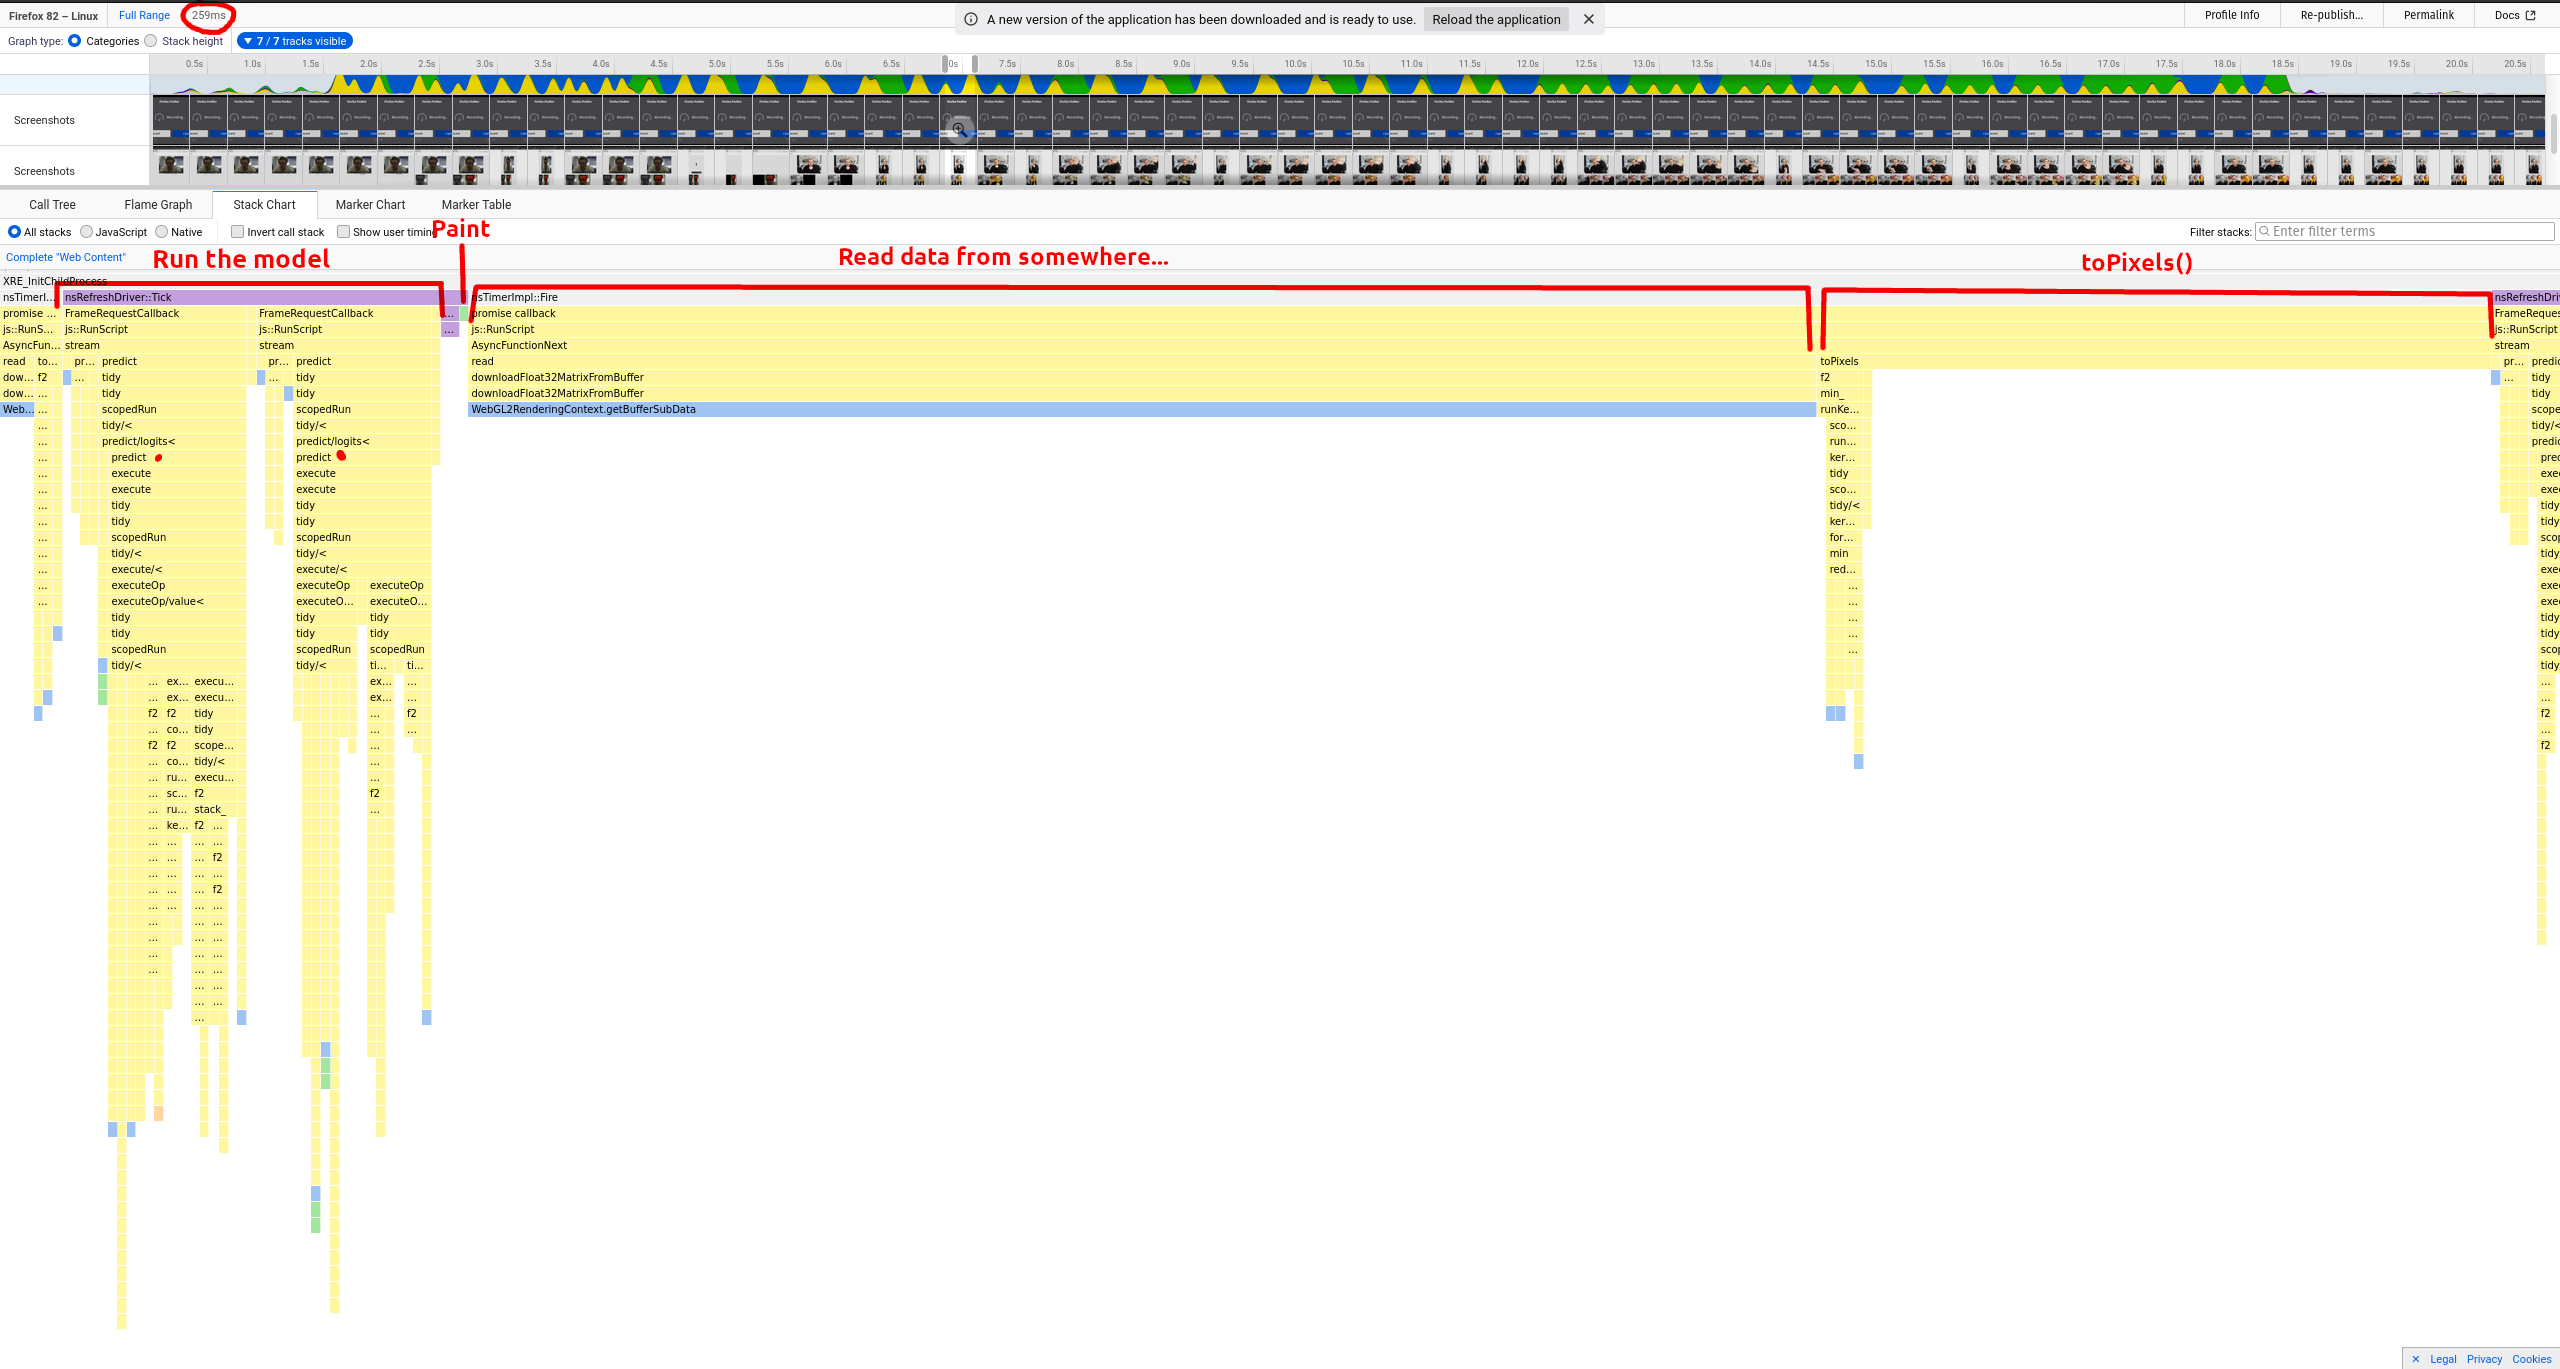 Firefox 82 – Linux
Full Range
259ms
A new version of the application has been downloaded and is ready to use.
Reload the application
Profile Info
Re-publish...
Permalink
Docs
Graph type:
Categories
Stack height
7 / 7 tracks visible
0.5s 1.0s 1.5s 2.0s 2.5s 3.0s 3.5s 4.0s 4.5s 5.0s 5.5s 6.0s 6.5s 0s 7.5s 8.0s 8.5s 9.0s 9.5s 10.0s 10.5s 11.0s 11.5s 12.0s 12.5s 13.0s 13.5s 14.0s 14.5s 15.0s 15.5s 16.0s 16.5s 17.0s 17.5s 18.0s 18.5s 19.0s 19.5s 20.0s 20.5s
Screenshots
Screenshots
Call Tree
Flame Graph
Stack Chart
Marker Chart
Marker Table
All stacks
JavaScript
Native
Invert call stack
Show user timin
Paint
Filter stacks:
Enter filter terms
Complete "Web Content"
Run the model
Read data from somewhere...
toPixels()
XRE_InitChildProcess
nsTimerI... nsRefreshDriver::Tick sTimerImpl::Fire nsRefreshDri
promise ... FrameRequestCallback FrameRequestCallback ... promise callback FrameReques
js::RunS... js::RunScript js::RunScript ... js::RunScript js::RunScript
AsyncFun... stream stream AsyncFunctionNext stream
read to... pr... predict pr... predict read toPixels pr... predic
dow... f2 ... tidy ... tidy downloadFloat32MatrixFromBuffer f2 ... tidy
dow... ... tidy tidy downloadFloat32MatrixFromBuffer min_ tidy
Web... ... scopedRun scopedRun WebGL2RenderingContext.getBufferSubData runKe... scope
... tidy/< tidy/< sco... tidy/<
... predict/logits< predict/logits< run... predic
... predict predict ker... prec
... execute execute tidy exec
... execute execute sco... exec
... tidy tidy tidy/< tidy
... tidy tidy ker... tidy
... scopedRun scopedRun for... scop
... tidy/< tidy/< min tidy
... execute/< execute/< red... exec
... executeOp executeOp executeOp ... exec
... executeOp/value< executeO... executeO... ... exec
tidy tidy tidy ... tidy
tidy tidy tidy ... tidy
scopedRun scopedRun scopedRun ... scop
tidy/< tidy/< ti... ti... tidy
... ex... execu... ex... ... ...
... ex... execu... ex... ... ...
f2 f2 tidy ... f2 f2
... co... tidy ... ... ...
f2 f2 scope... ... f2
... co... tidy/< ...
... ru... execu... ...
... sc... f2 f2
... ru... stack_ ...
... ke... f2 ...
... ... ... ...
... ... ... f2
... ... ... ...
... ... ... f2
... ... ... ...
... ... ...
... ... ...
... ... ...
... ... ...
... ...
... ...
...
Legal
Privacy
Cookies